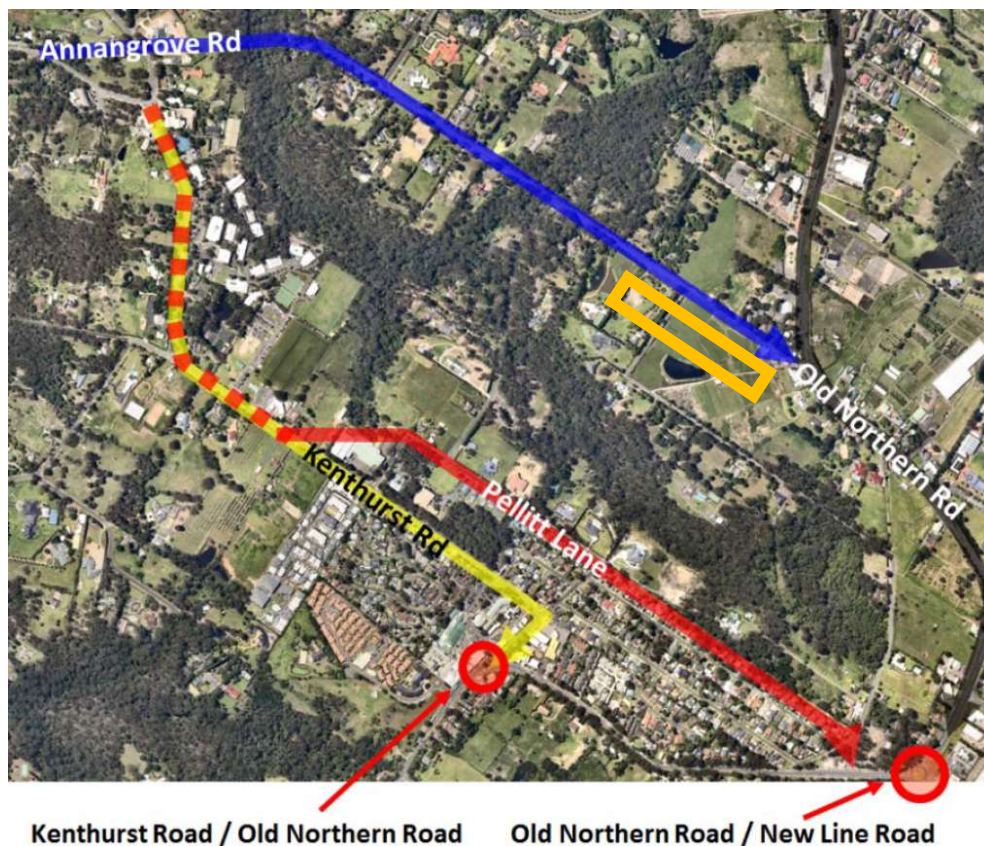 Annangrove Rd
Old Northern Rd
Kenthurst Rd
Pellitt Lane
Kenthurst Road / Old Northern Road
Old Northern Road / New Line Road